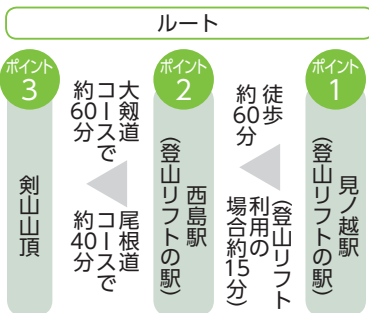 ルート
ポイント
1
見ノ越駅
(登山リフトの駅)
徒歩
約60分
(登山リフト
利用の
場合約15分)
ポイント
2
西島駅
(登山リフトの駅)
大剱道
コースで
約60分
尾根道
コースで
約40分
ポイント
3
剣山山頂